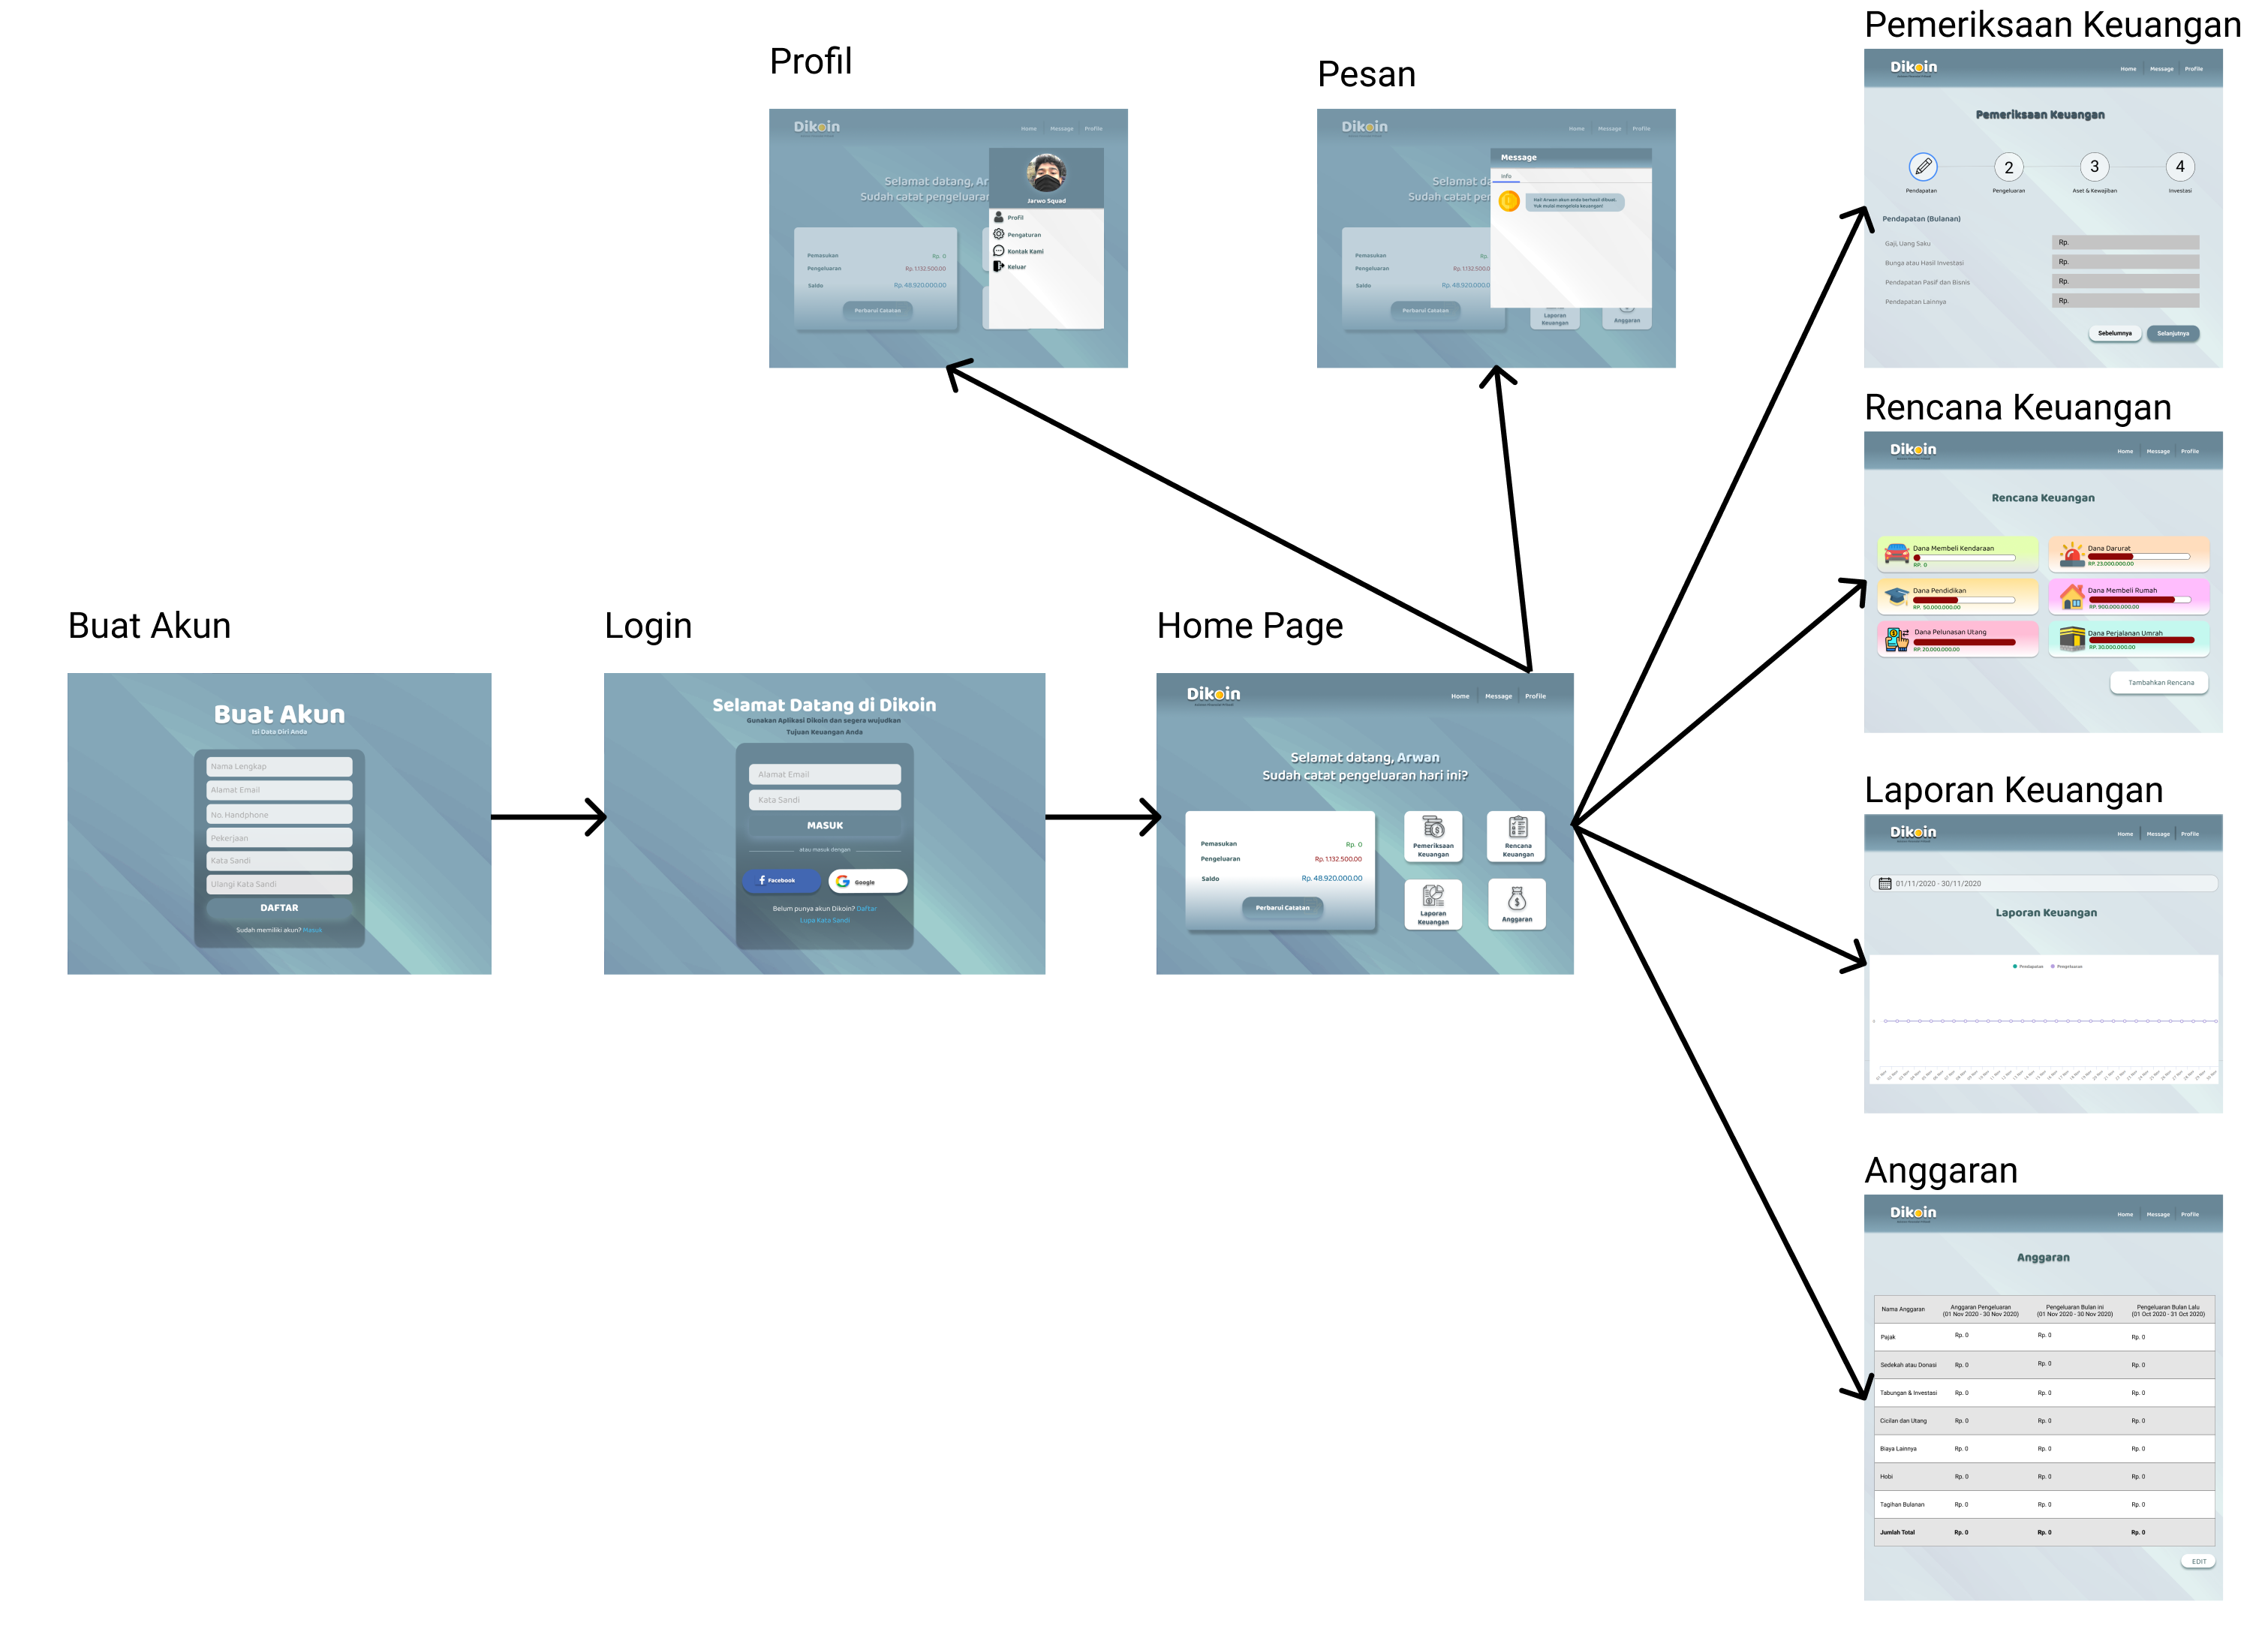 Profil
Dikoin
Home Message Profile
Selamat datang, Ar
Sudah catat pengeluaran
Jarwo Squad
Profil
Pengaturan
Kontak Kami
Keluar
Pemasukan Rp. 0
Pengeluaran Rp. 1.132.500.00
Saldo Rp. 48.920.000.00
Perbarui Catatan
Pesan
Dikoin
Home Message Profile
Selamat da
Sudah catat pen
Message
Info
Hai! Arwan akun anda berhasil dibuat.
Yuk mulai mengelola keuangan!
Pemasukan Rp.
Pengeluaran Rp. 1.132.500.0
Saldo Rp. 48.920.000.0
Perbarui Catatan
Laporan
Keuangan
Anggaran
Buat Akun
Buat Akun
Isi Data Diri Anda
Nama Lengkap
Alamat Email
No. Handphone
Pekerjaan
Kata Sandi
Ulangi Kata Sandi
DAFTAR
Sudah memiliki akun? Masuk
Login
Selamat Datang di Dikoin
Gunakan Aplikasi Dikoin dan segera wujudkan
Tujuan Keuangan Anda
Alamat Email
Kata Sandi
MASUK
atau masuk dengan
Facebook
Google
Belum punya akun Dikoin? Daftar
Lupa Kata Sandi
Home Page
Dikoin
Home Message Profile
Selamat datang, Arwan
Sudah catat pengeluaran hari ini?
Pemasukan Rp. 0
Pengeluaran Rp. 1.132.500.00
Saldo Rp. 48.920.000.00
Perbarui Catatan
Pemeriksaan
Keuangan
Rencana
Keuangan
Laporan
Keuangan
Anggaran
Pemeriksaan Keuangan
Dikoin
Home Message Profile
Pemeriksaan Keuangan
2 3 4
Pendapatan Pengeluaran Aset & Kewajiban Investasi
Pendapatan (Bulanan)
Gaji, Uang Saku Rp.
Bunga atau Hasil Investasi Rp.
Pendapatan Pasif dan Bisnis Rp.
Pendapatan Lainnya Rp.
Sebelumnya Selanjutnya
Rencana Keuangan
Dikoin
Home Message Profile
Rencana Keuangan
Dana Membeli Kendaraan
RP. 0
Dana Darurat
RP. 23.000.000.00
Dana Pendidikan
RP. 50.000.000.00
Dana Membeli Rumah
RP. 900.000.000.00
Dana Pelunasan Utang
RP. 20.000.000.00
Dana Perjalanan Umrah
RP. 30.000.000.00
Tambahkan Rencana
Laporan Keuangan
Dikoin
Home Message Profile
01/11/2020 - 30/11/2020
Laporan Keuangan
Pendapatan Pengeluaran
Anggaran
Dikoin
Home Message Profile
Anggaran
Nama Anggaran
Anggaran Pengeluaran
(01 Nov 2020 - 30 Nov 2020)
Pengeluaran Bulan ini
(01 Nov 2020 - 30 Nov 2020)
Pengeluaran Bulan Lalu
(01 Oct 2020 - 31 Oct 2020)
Pajak Rp. 0 Rp. 0 Rp. 0
Sedekah atau Donasi Rp. 0 Rp. 0 Rp. 0
Tabungan & Investasi Rp. 0 Rp. 0 Rp. 0
Cicilan dan Utang Rp. 0 Rp. 0 Rp. 0
Biaya Lainnya Rp. 0 Rp. 0 Rp. 0
Hobi Rp. 0 Rp. 0 Rp. 0
Tagihan Bulanan Rp. 0 Rp. 0 Rp. 0
Jumlah Total Rp. 0 Rp. 0 Rp. 0
EDIT